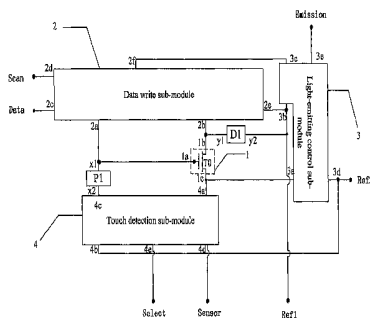 Emission
2
2f
3c
3e
Scan
2d
Data write sub-module
Light-emitting control sub-module
Data
2c
2e
3b
3
2a
2b
1b
D1
y1
y2
x1
1a
T0
1
P1
1c
3a
3d
Ref2
x2
4a
4c
Touch detection sub-module
4
4b
4e
4d
Select
Sensor
Ref1